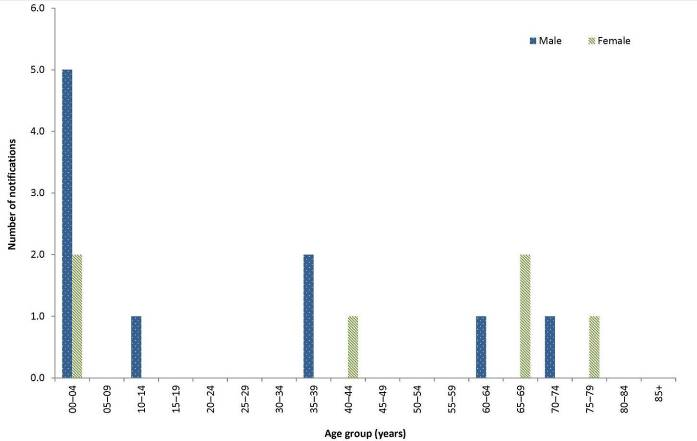 6.0
5.0
4.0
3.0
2.0
1.0
0.0
Number of notifications
Male Female
00–04 05–09 10–14 15–19 20–24 25–29 30–34 35–39 40–44 45–49 50–54 55–59 60–64 65–69 70–74 75–79 80–84 85+
Age group (years)